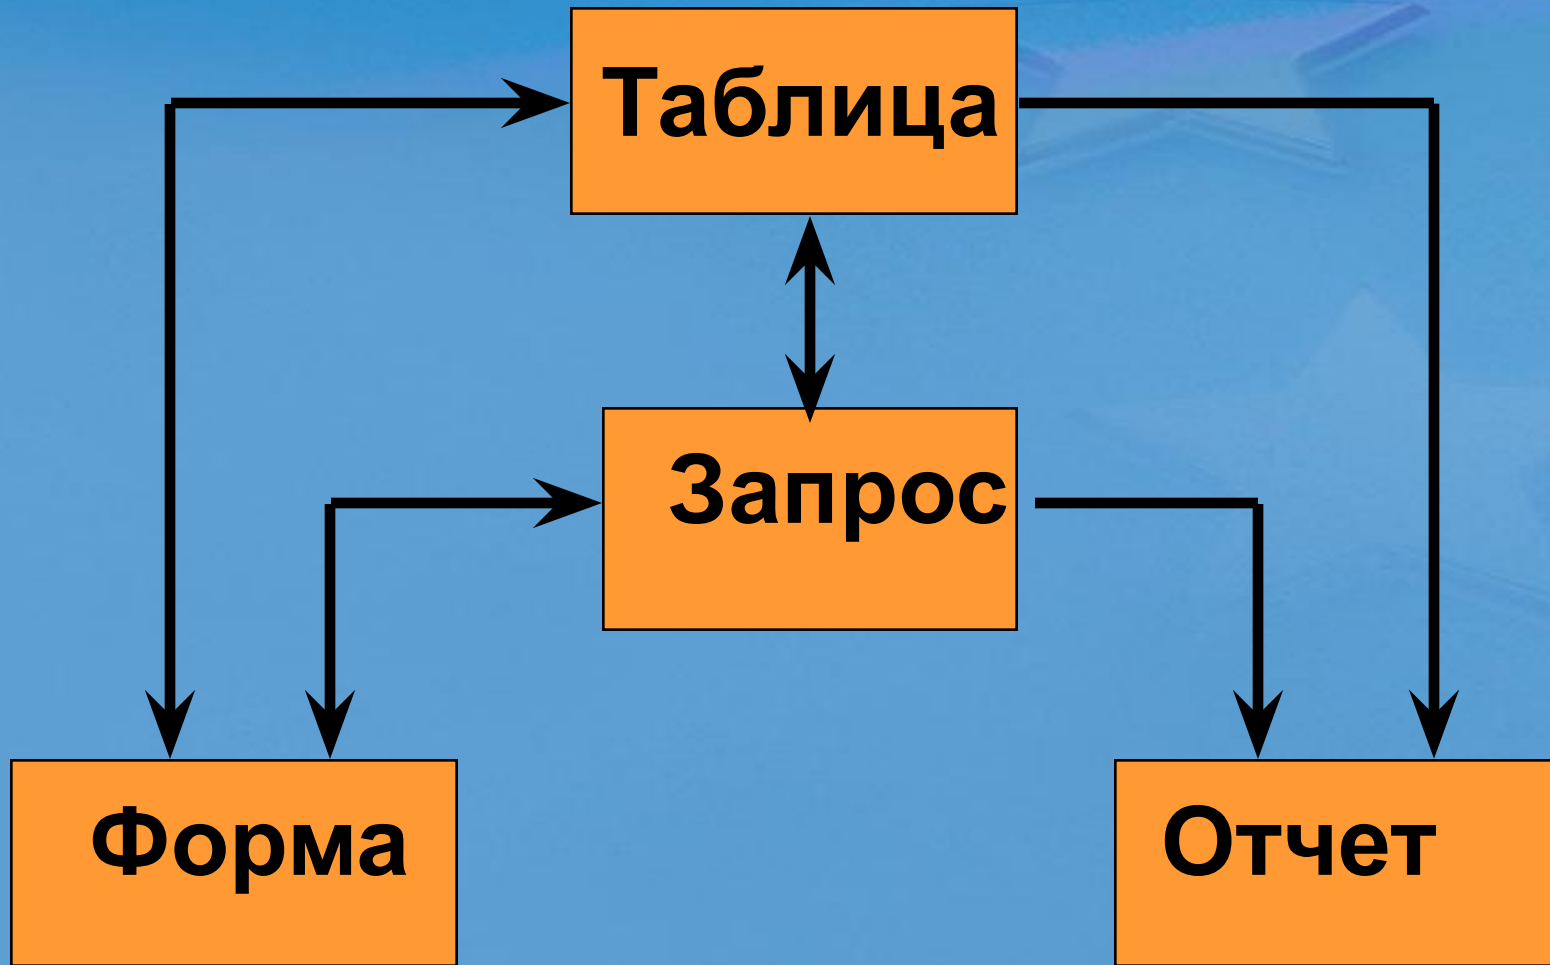 Таблица
Запрос
Форма
Отчет